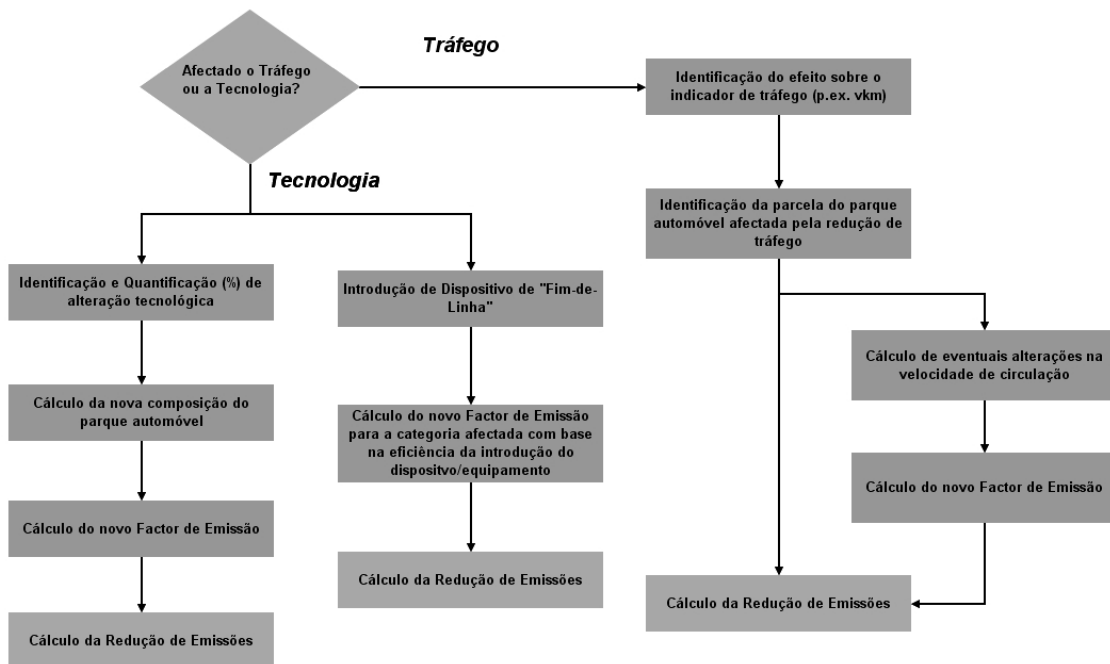 Tráfego
Afectado o Tráfego
ou a Tecnologia?
Identificação do efeito sobre o
indicador de tráfego (p.ex. vkm)
Tecnologia
Identificação da parcela do parque
automóvel afectada pela redução de
tráfego
Identificação e Quantificação (%) de
alteração tecnológica
Introdução de Dispositivo de "Fim-de-
Linha"
Cálculo de eventuais alterações na
velocidade de circulação
Cálculo da nova composição do
parque automóvel
Cálculo do novo Factor de Emissão
para a categoria afectada com base
na eficiência da introdução do
dispositvo/equipamento
Cálculo do novo Factor de Emissão
Cálculo do novo Factor de Emissão
Cálculo da Redução de Emissões
Cálculo da Redução de Emissões
Cálculo da Redução de Emissões